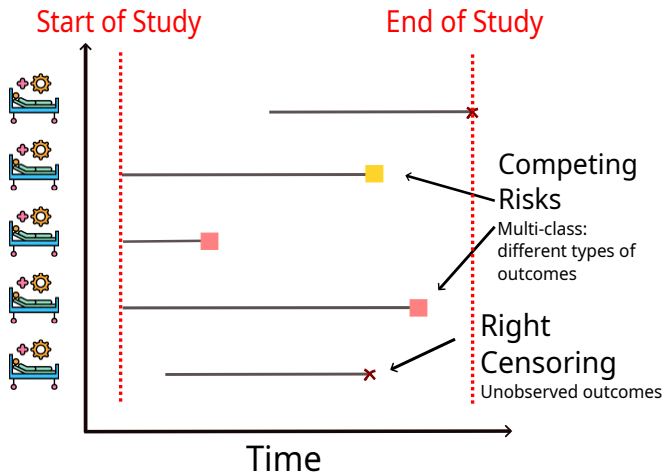 Start of Study
End of Study
Competing
Risks
Multi-class:
different types of
outcomes
Right
Censoring
Unobserved outcomes
Time